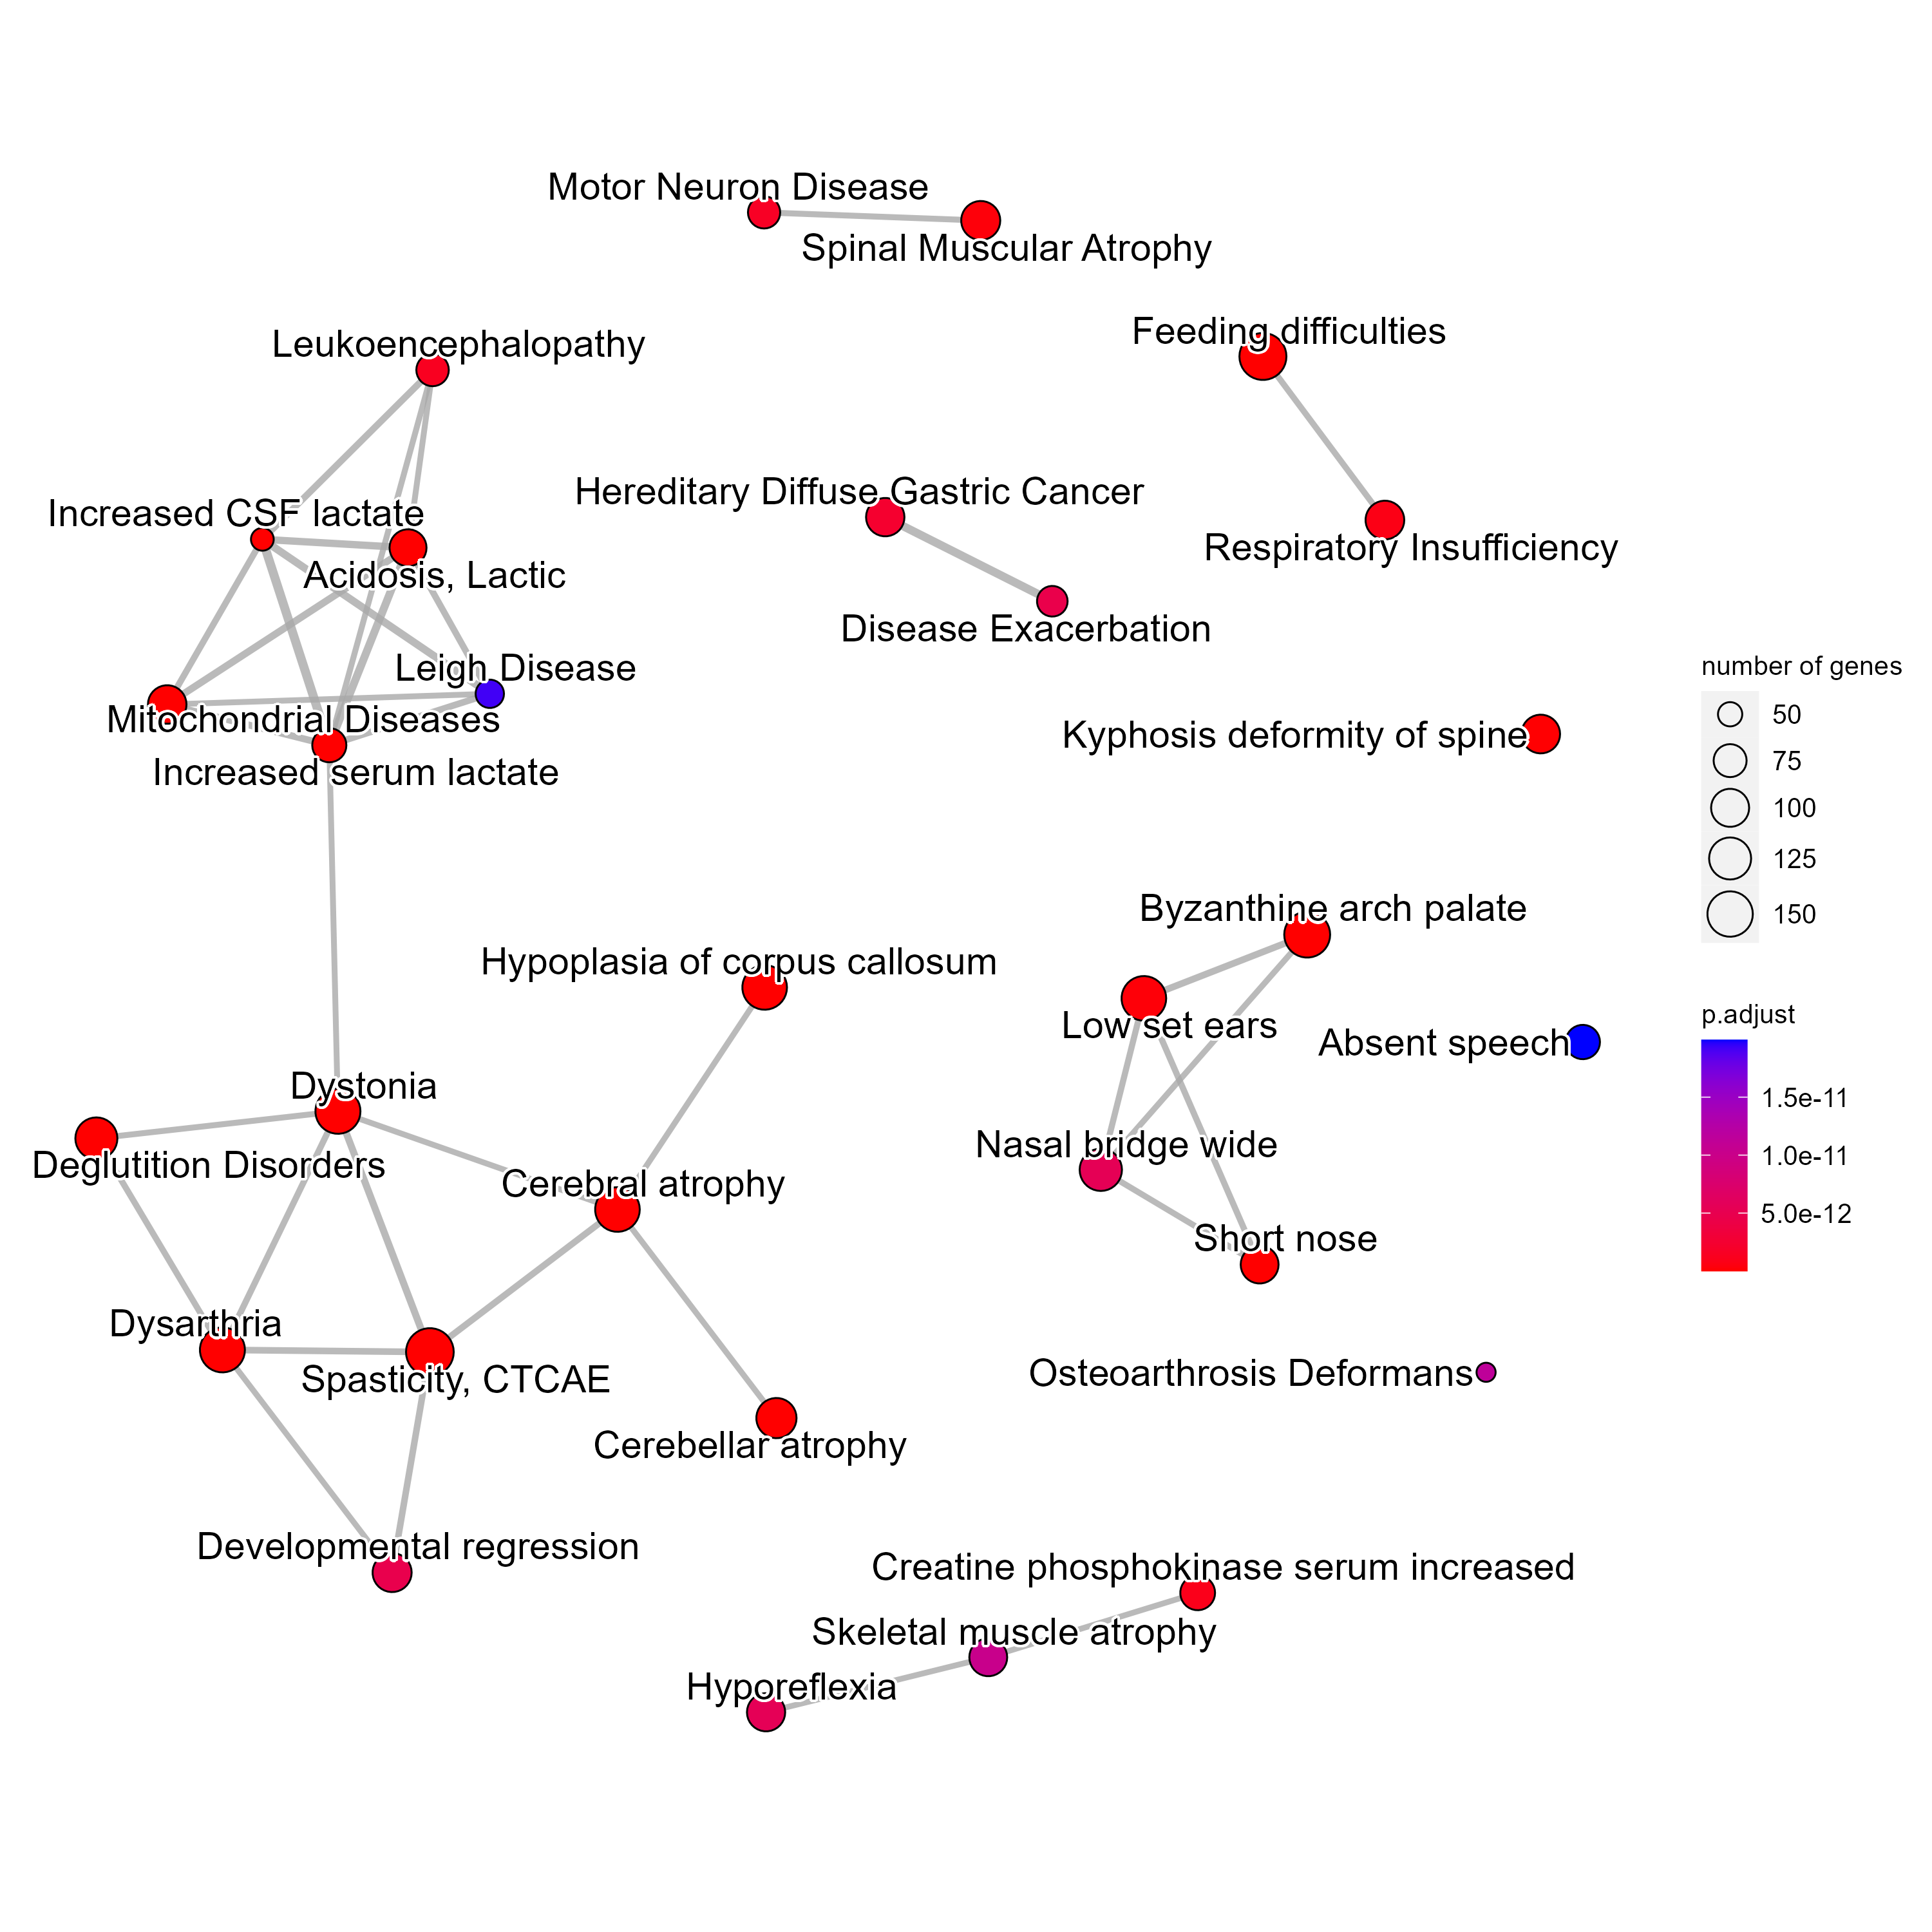 Motor Neuron Disease
Spinal Muscular Atrophy
Feeding difficulties
Leukoencephalopathy
Hereditary Diffuse Gastric Cancer
Increased CSF lactate
Respiratory Insufficiency
Acidosis, Lactic
Disease Exacerbation
Leigh Disease
Mitochondrial Diseases
Increased serum lactate
Kyphosis deformity of spine
number of genes
50
75
100
125
150
Byzanthine arch palate
Hypoplasia of corpus callosum
Low set ears
Absent speech
p.adjust
1.5e-11
1.0e-11
5.0e-12
Dystonia
Nasal bridge wide
Deglutition Disorders
Cerebral atrophy
Short nose
Dysarthria
Spasticity, CTCAE
Osteoarthrosis Deformans
Cerebellar atrophy
Developmental regression
Creatine phosphokinase serum increased
Skeletal muscle atrophy
Hyporeflexia